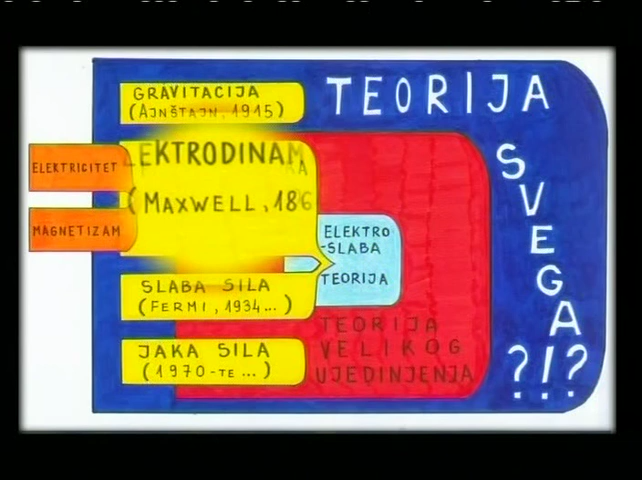 TEORIJA
SVEGA
?!?
GRAVITACIJA
(AJNŠTAJN, 1915)
ELEKTRICITET
MAGNETIZAM
EKTRODINAM
(MAXWELL, 186
ELEKTRO
-SLABA
TEORIJA
SLABA SILA
(FERMI, 1934...)
TEORIJA
VELIKOG
UJEDINJENJA
JAKA SILA
(1970-TE ...)